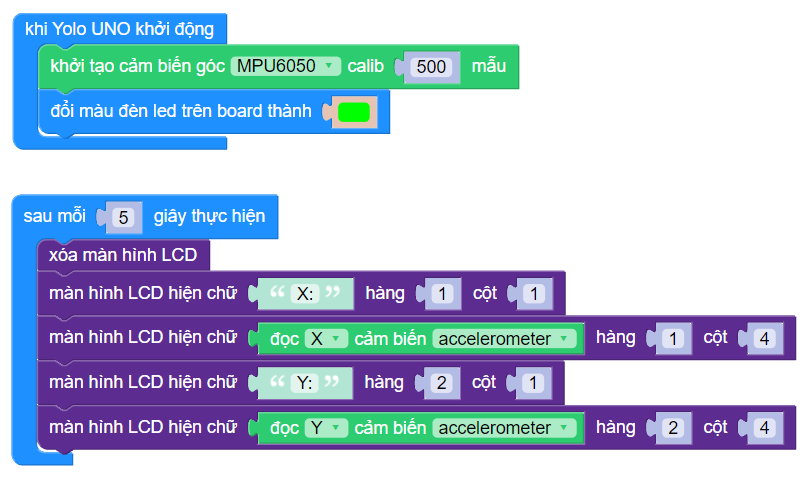 khi Yolo UNO khởi động
khởi tạo cảm biến góc MPU6050 calib 500 mẫu
đổi màu đèn led trên board thành
sau mỗi 5 giây thực hiện
xóa màn hình LCD
màn hình LCD hiện chữ “ X: ” hàng 1 cột 1
màn hình LCD hiện chữ đọc X cảm biến accelerometer hàng 1 cột 4
màn hình LCD hiện chữ “ Y: ” hàng 2 cột 1
màn hình LCD hiện chữ đọc Y cảm biến accelerometer hàng 2 cột 4